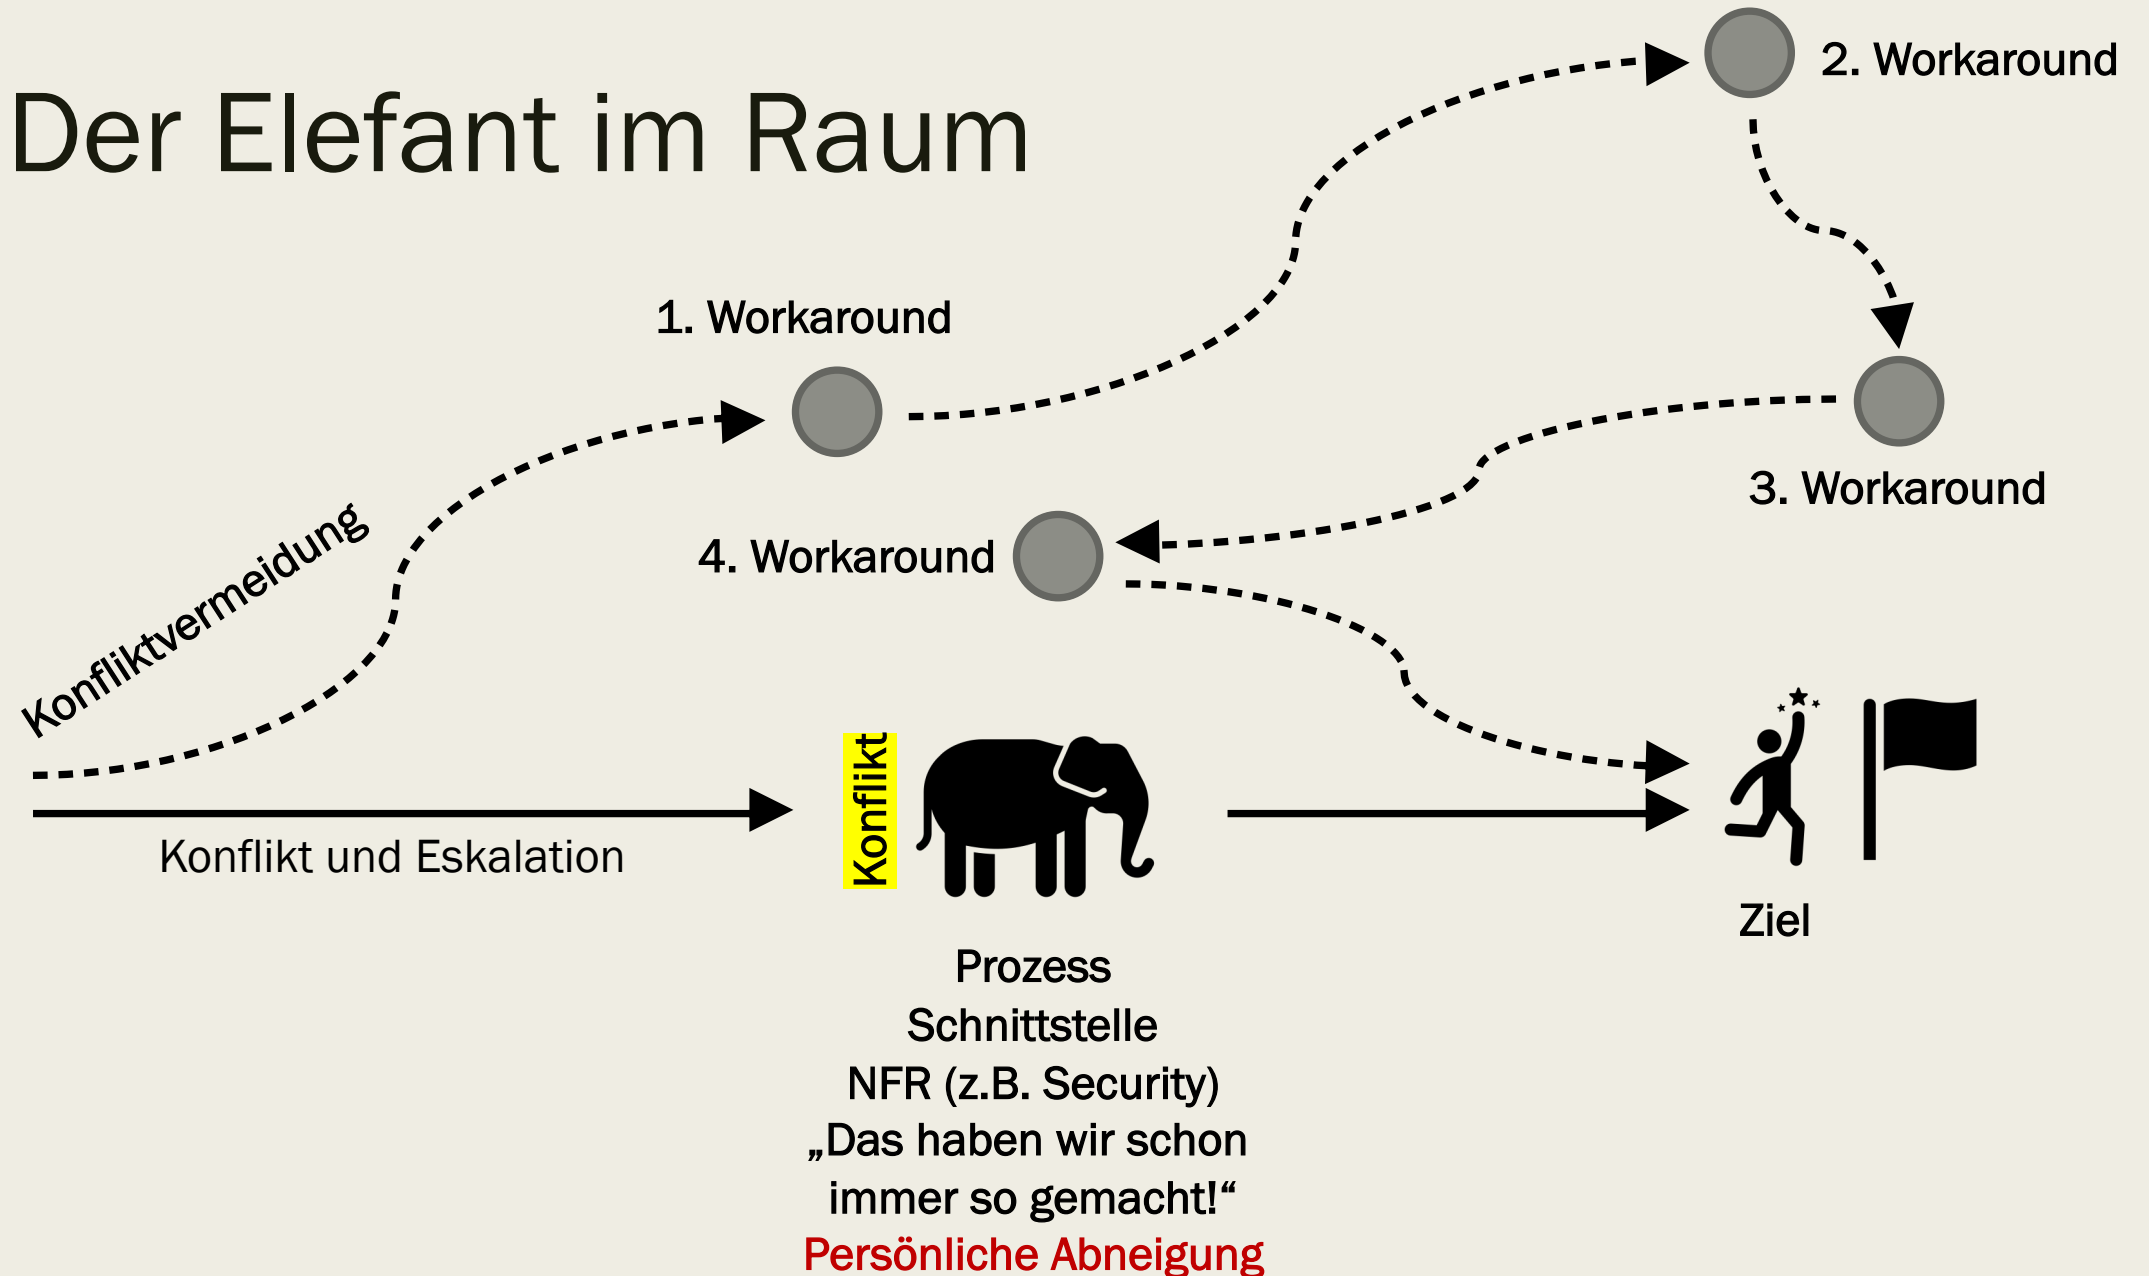 Der Elefant im Raum
2. Workaround
1. Workaround
3. Workaround
4. Workaround
Konfliktvermeidung
Konflikt und Eskalation
Konflikt
Ziel
Prozess
Schnittstelle
NFR (z.B. Security)
„Das haben wir schon
immer so gemacht!“
Persönliche Abneigung